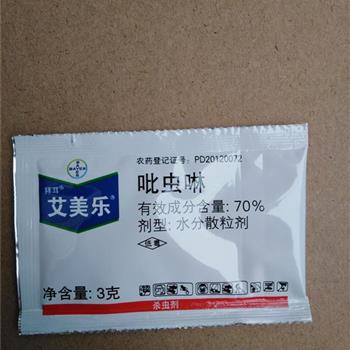 农药登记证号：PD20120072
BAYER
拜耳®
艾美乐®
吡虫啉
有效成分含量: 70%
剂型: 水分散粒剂
低毒
净含量: 3克
杀虫剂